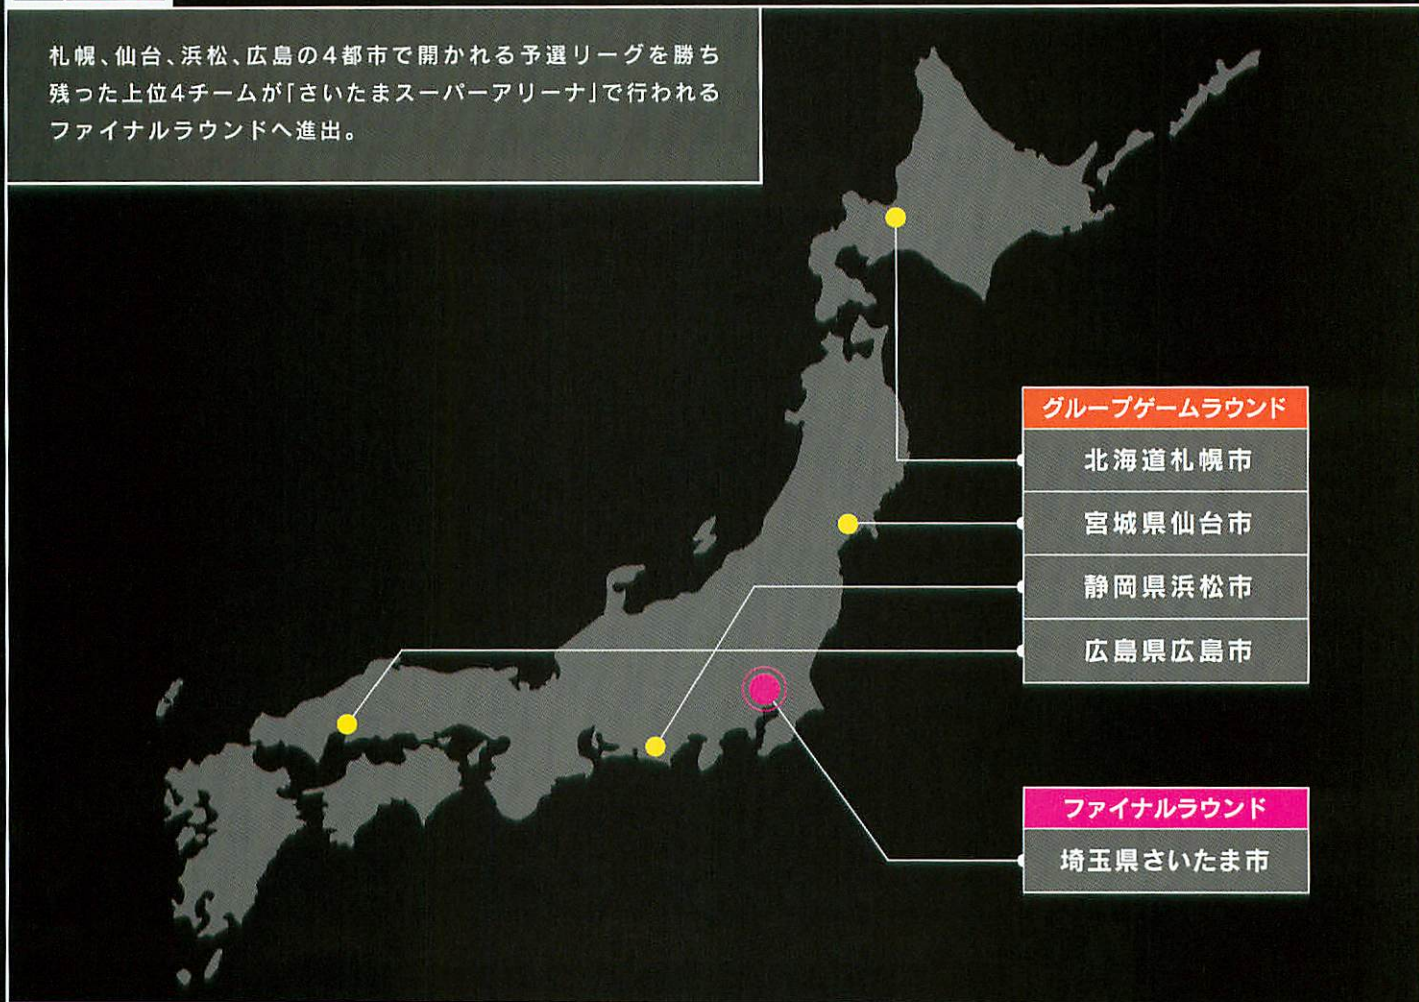 札幌、仙台、浜松、広島の4都市で開かれる予選リーグを勝ち
残った上位4チームが「さいたまスーパーアリーナ」で行われる
ファイナルラウンドへ進出。
グループゲームラウンド
北海道札幌市
宮城県仙台市
静岡県浜松市
広島県広島市
ファイナルラウンド
埼玉県さいたま市